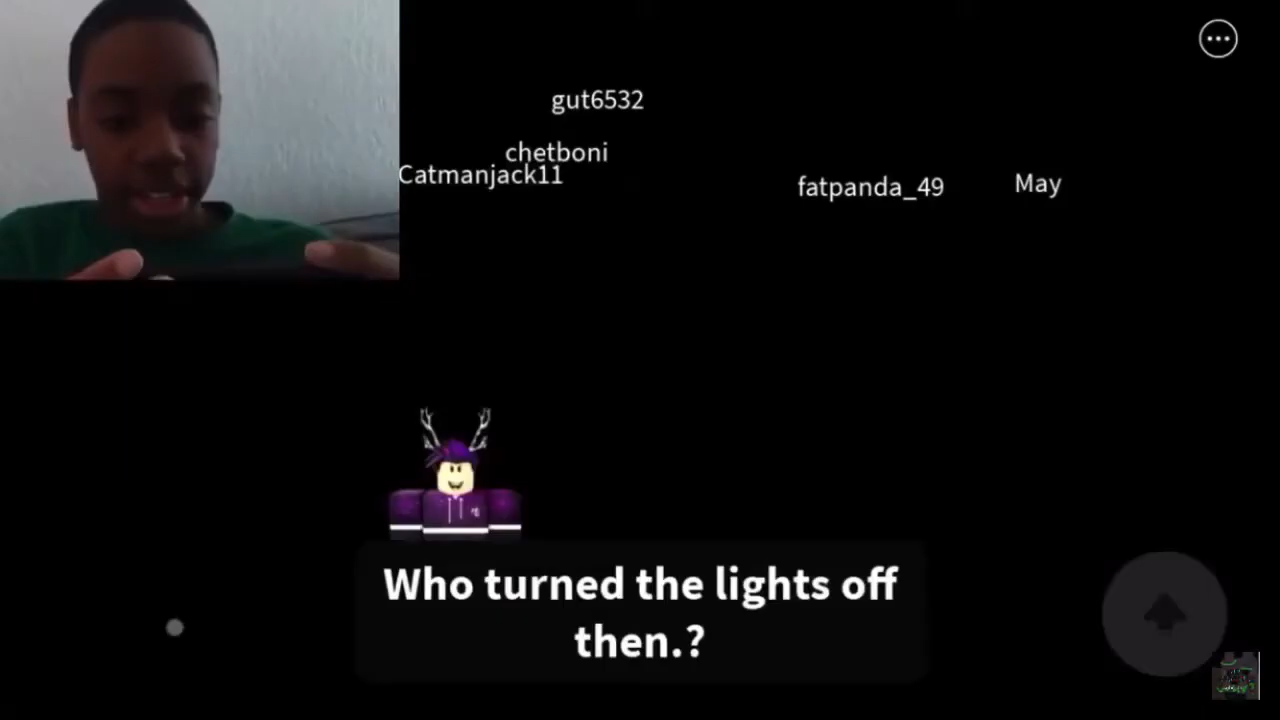 gut6532
chetboni
Catmanjack11
fatpanda_49
May
Who turned the lights off
then.?